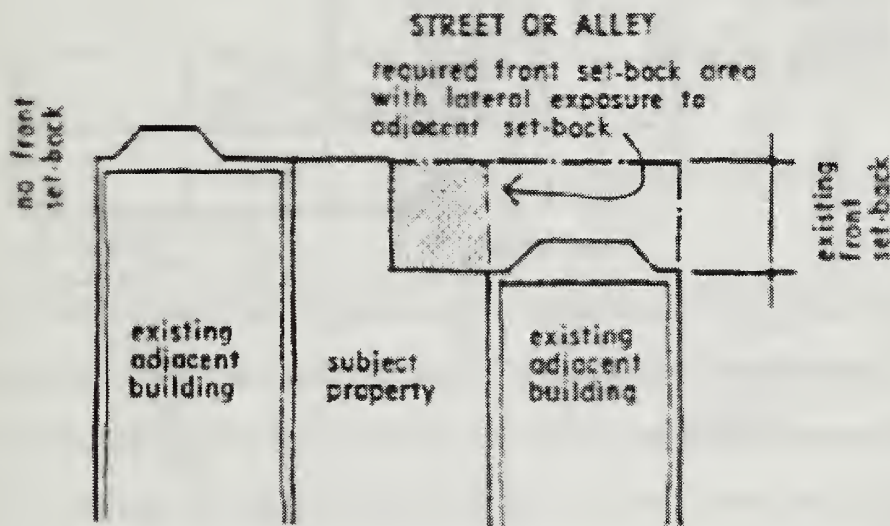 STREET OR ALLEY
required front set-back area
with lateral exposure to
adjacent set-back
no front
set-back
existing
front
set-back
existing
adjacent
building
subject
property
existing
adjacent
building